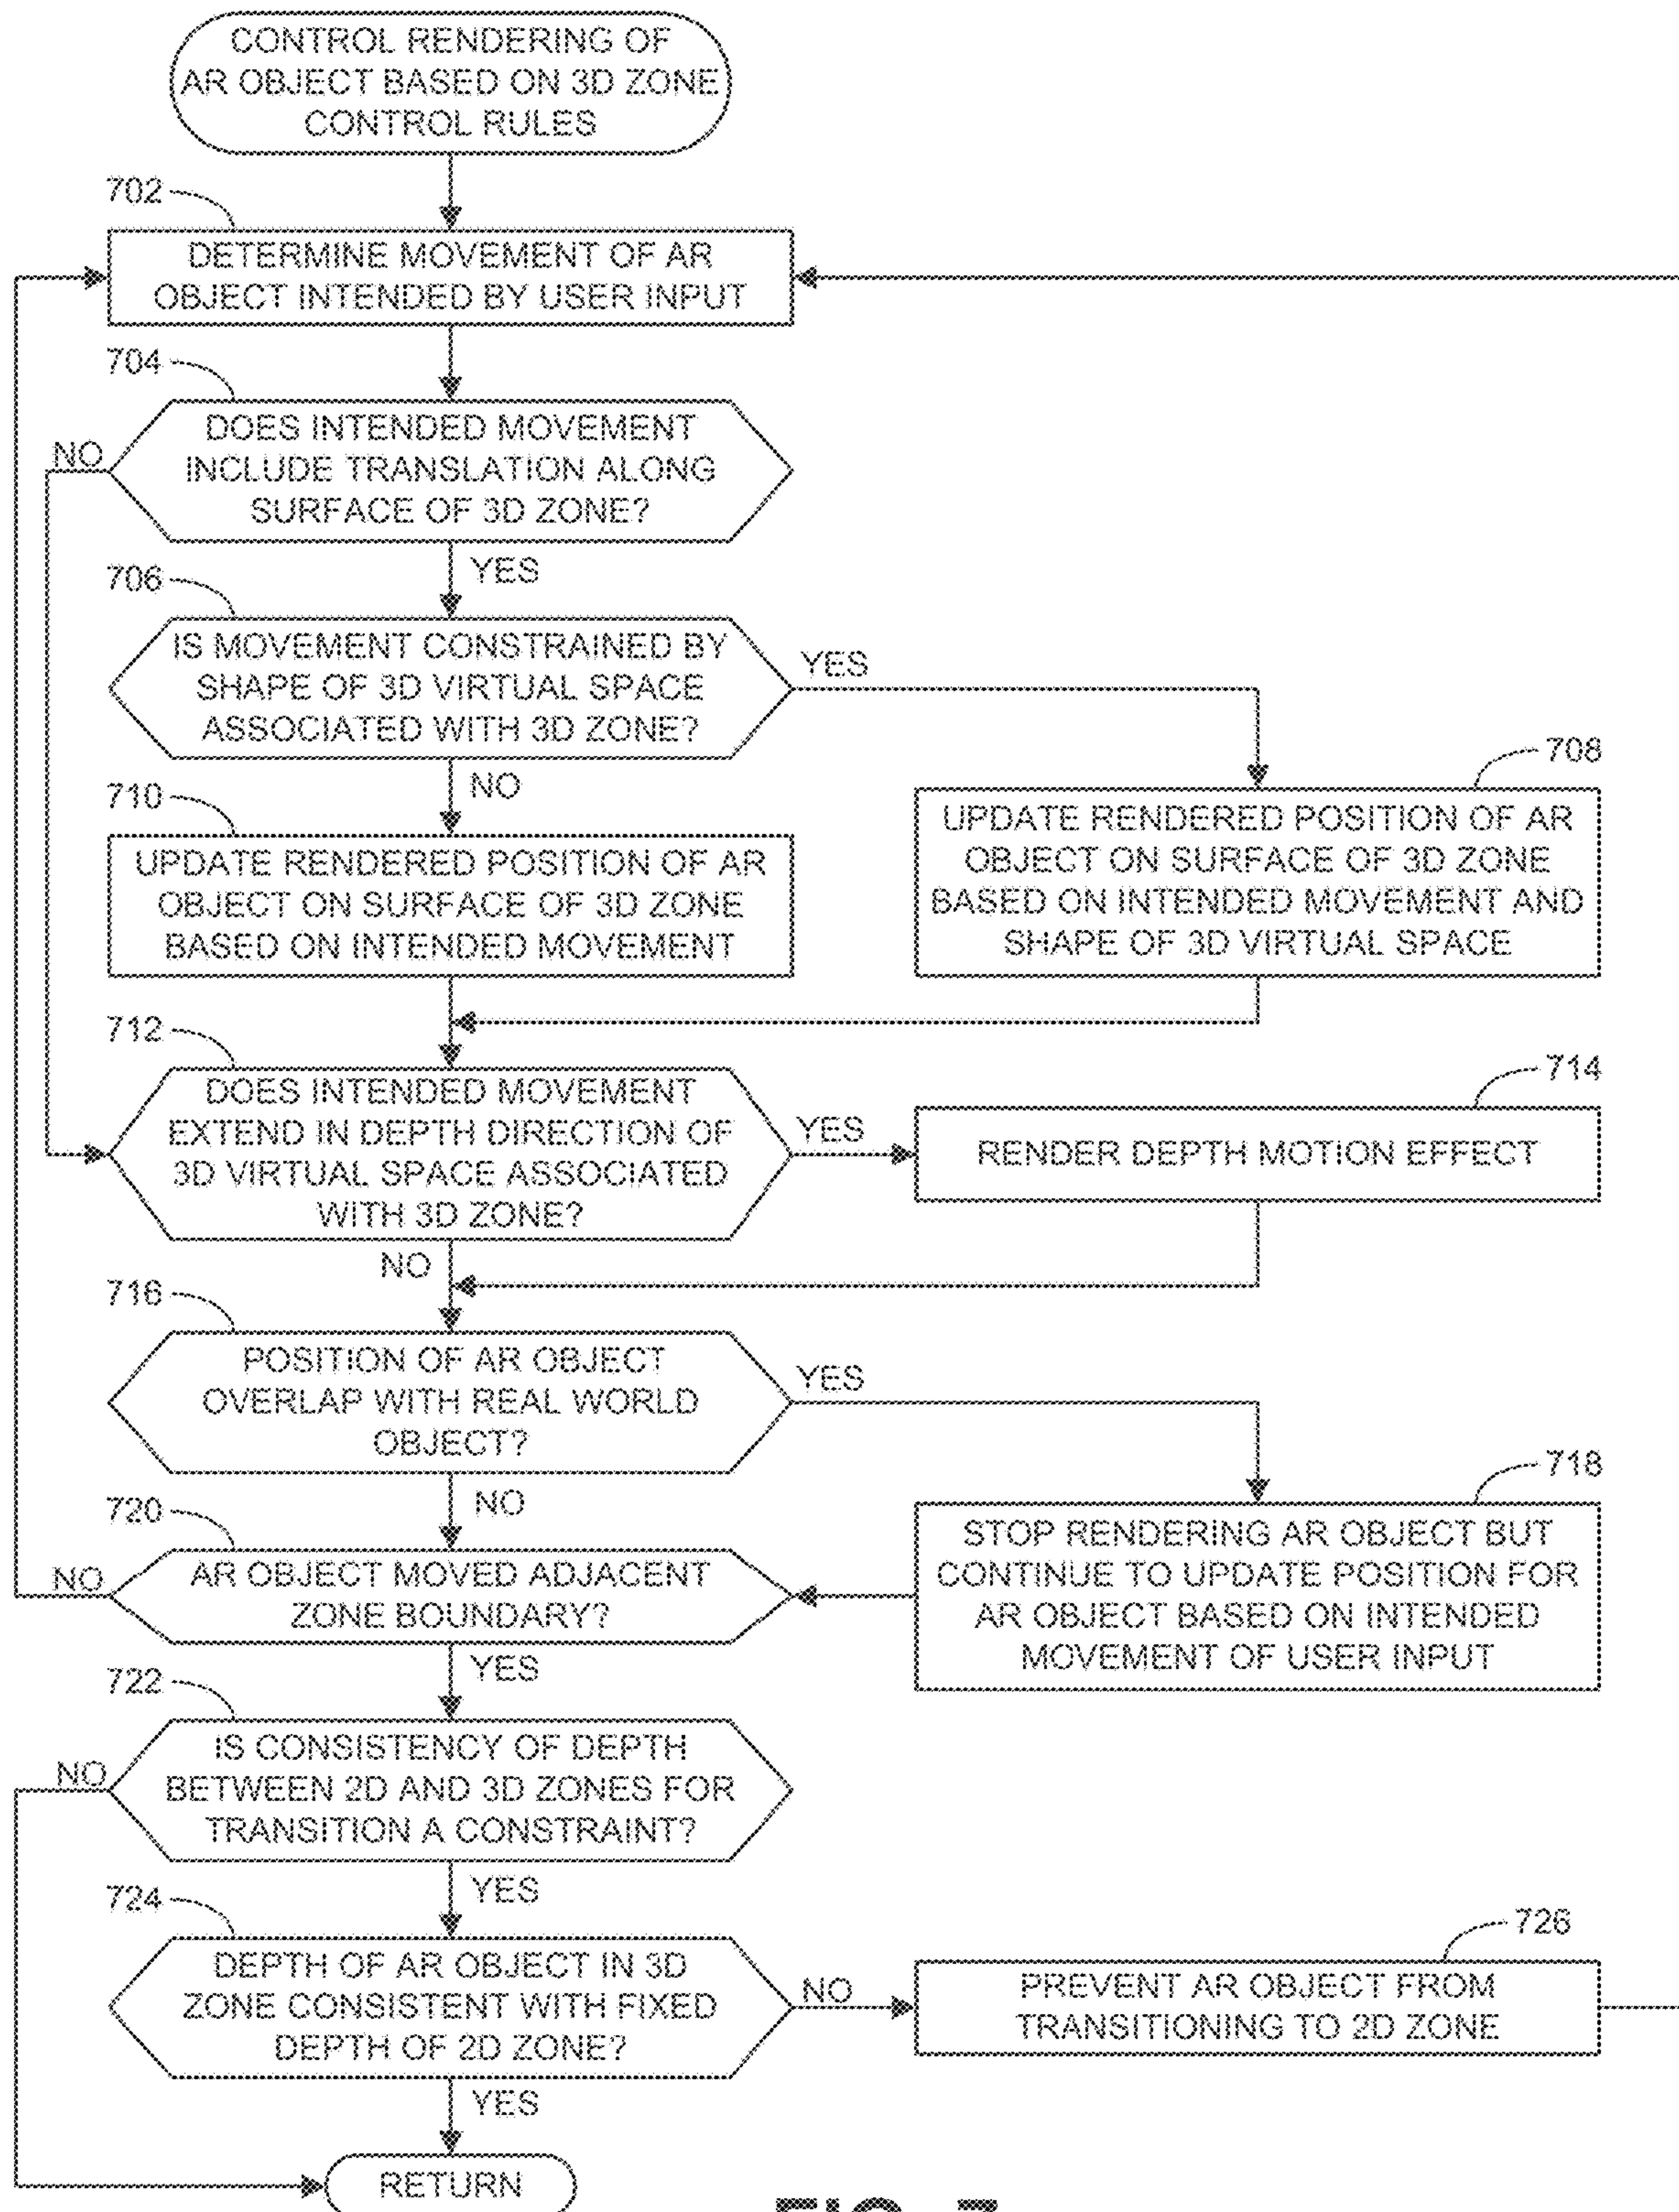 CONTROL RENDERING OF
AR OBJECT BASED ON 3D ZONE
CONTROL RULES
702
DETERMINE MOVEMENT OF AR
OBJECT INTENDED BY USER INPUT
704
DOES INTENDED MOVEMENT
INCLUDE TRANSLATION ALONG
SURFACE OF 3D ZONE?
NO
YES
706
IS MOVEMENT CONSTRAINED BY
SHAPE OF 3D VIRTUAL SPACE
ASSOCIATED WITH 3D ZONE?
YES
NO
708
UPDATE RENDERED POSITION OF AR
OBJECT ON SURFACE OF 3D ZONE
BASED ON INTENDED MOVEMENT AND
SHAPE OF 3D VIRTUAL SPACE
710
UPDATE RENDERED POSITION OF AR
OBJECT ON SURFACE OF 3D ZONE
BASED ON INTENDED MOVEMENT
712
DOES INTENDED MOVEMENT
EXTEND IN DEPTH DIRECTION OF
3D VIRTUAL SPACE ASSOCIATED
WITH 3D ZONE?
YES
NO
714
RENDER DEPTH MOTION EFFECT
716
POSITION OF AR OBJECT
OVERLAP WITH REAL WORLD
OBJECT?
YES
NO
718
STOP RENDERING AR OBJECT BUT
CONTINUE TO UPDATE POSITION FOR
AR OBJECT BASED ON INTENDED
MOVEMENT OF USER INPUT
720
AR OBJECT MOVED ADJACENT
ZONE BOUNDARY?
NO
YES
722
IS CONSISTENCY OF DEPTH
BETWEEN 2D AND 3D ZONES FOR
TRANSITION A CONSTRAINT?
NO
YES
724
DEPTH OF AR OBJECT IN 3D
ZONE CONSISTENT WITH FIXED
DEPTH OF 2D ZONE?
NO
YES
726
PREVENT AR OBJECT FROM
TRANSITIONING TO 2D ZONE
RETURN
FIG. 7